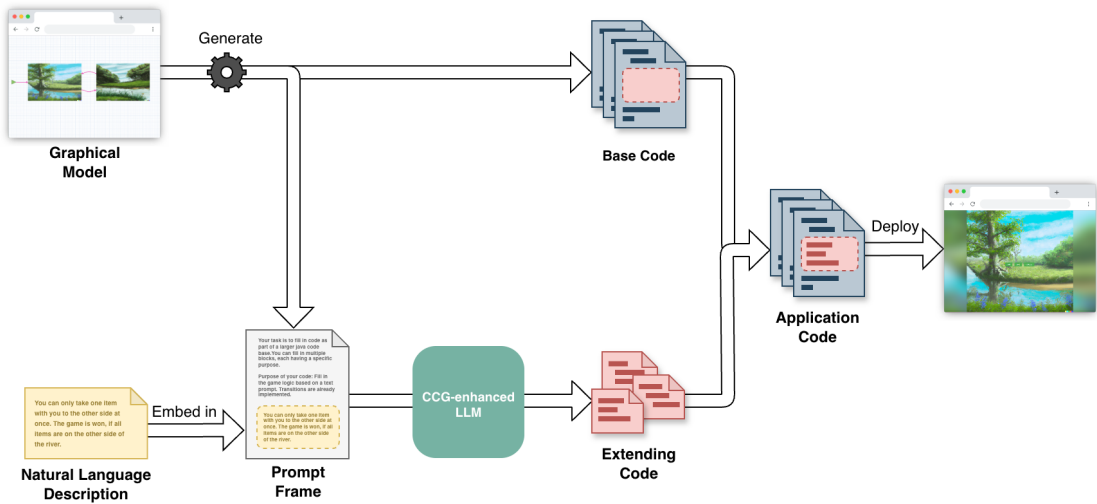 Generate
Graphical
Model
Base Code
Deploy
Application
Code
Your task is to fill in code as
part of a larger java code
base.You can fill in multiple
blocks, each having a specific
purpose.
Purpose of your code: Fill in
the game logic based on a text
prompt. Transitions are already
implemented.
You can only take one item
with you to the other side at
once. The game is won, if all
items are on the other side of
the river.
Prompt
Frame
You can only take one item
with you to the other side at
once. The game is won, if all
items are on the other side of
the river.
Embed in
Natural Language
Description
CCG-enhanced
LLM
Extending
Code